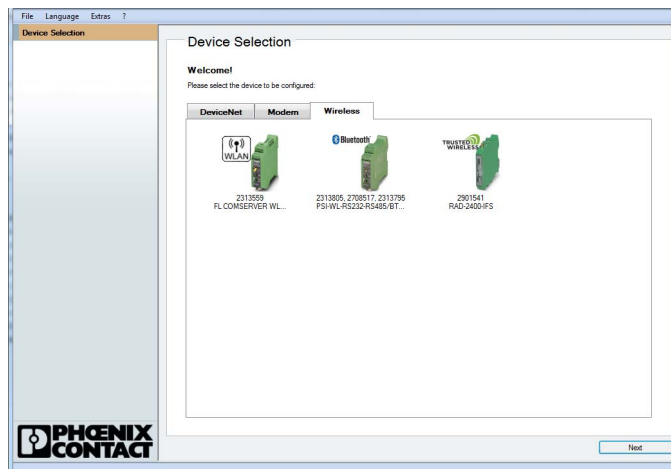 File Language Extras ?
Device Selection
Device Selection
Welcome!
Please select the device to be configured:
DeviceNet Modem Wireless
WLAN
Bluetooth
TRUSTED
WIRELESS
2313559
FL COMSERVER WL...
2313805, 2708517, 2313795
PSI-WL-RS232-RS485/BT...
2901541
RAD-2400-IFS
PHŒNIX
CONTACT
Next